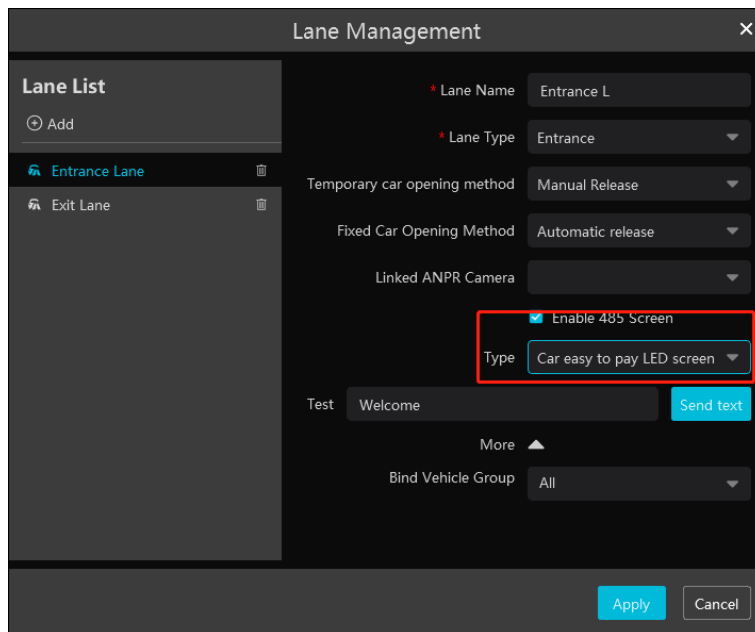 Lane Management
Lane List
Add
Entrance Lane
Exit Lane
* Lane Name Entrance L
* Lane Type Entrance
Temporary car opening method Manual Release
Fixed Car Opening Method Automatic release
Linked ANPR Camera
Enable 485 Screen
Type Car easy to pay LED screen
Test Welcome Send text
More
Bind Vehicle Group All
Apply Cancel